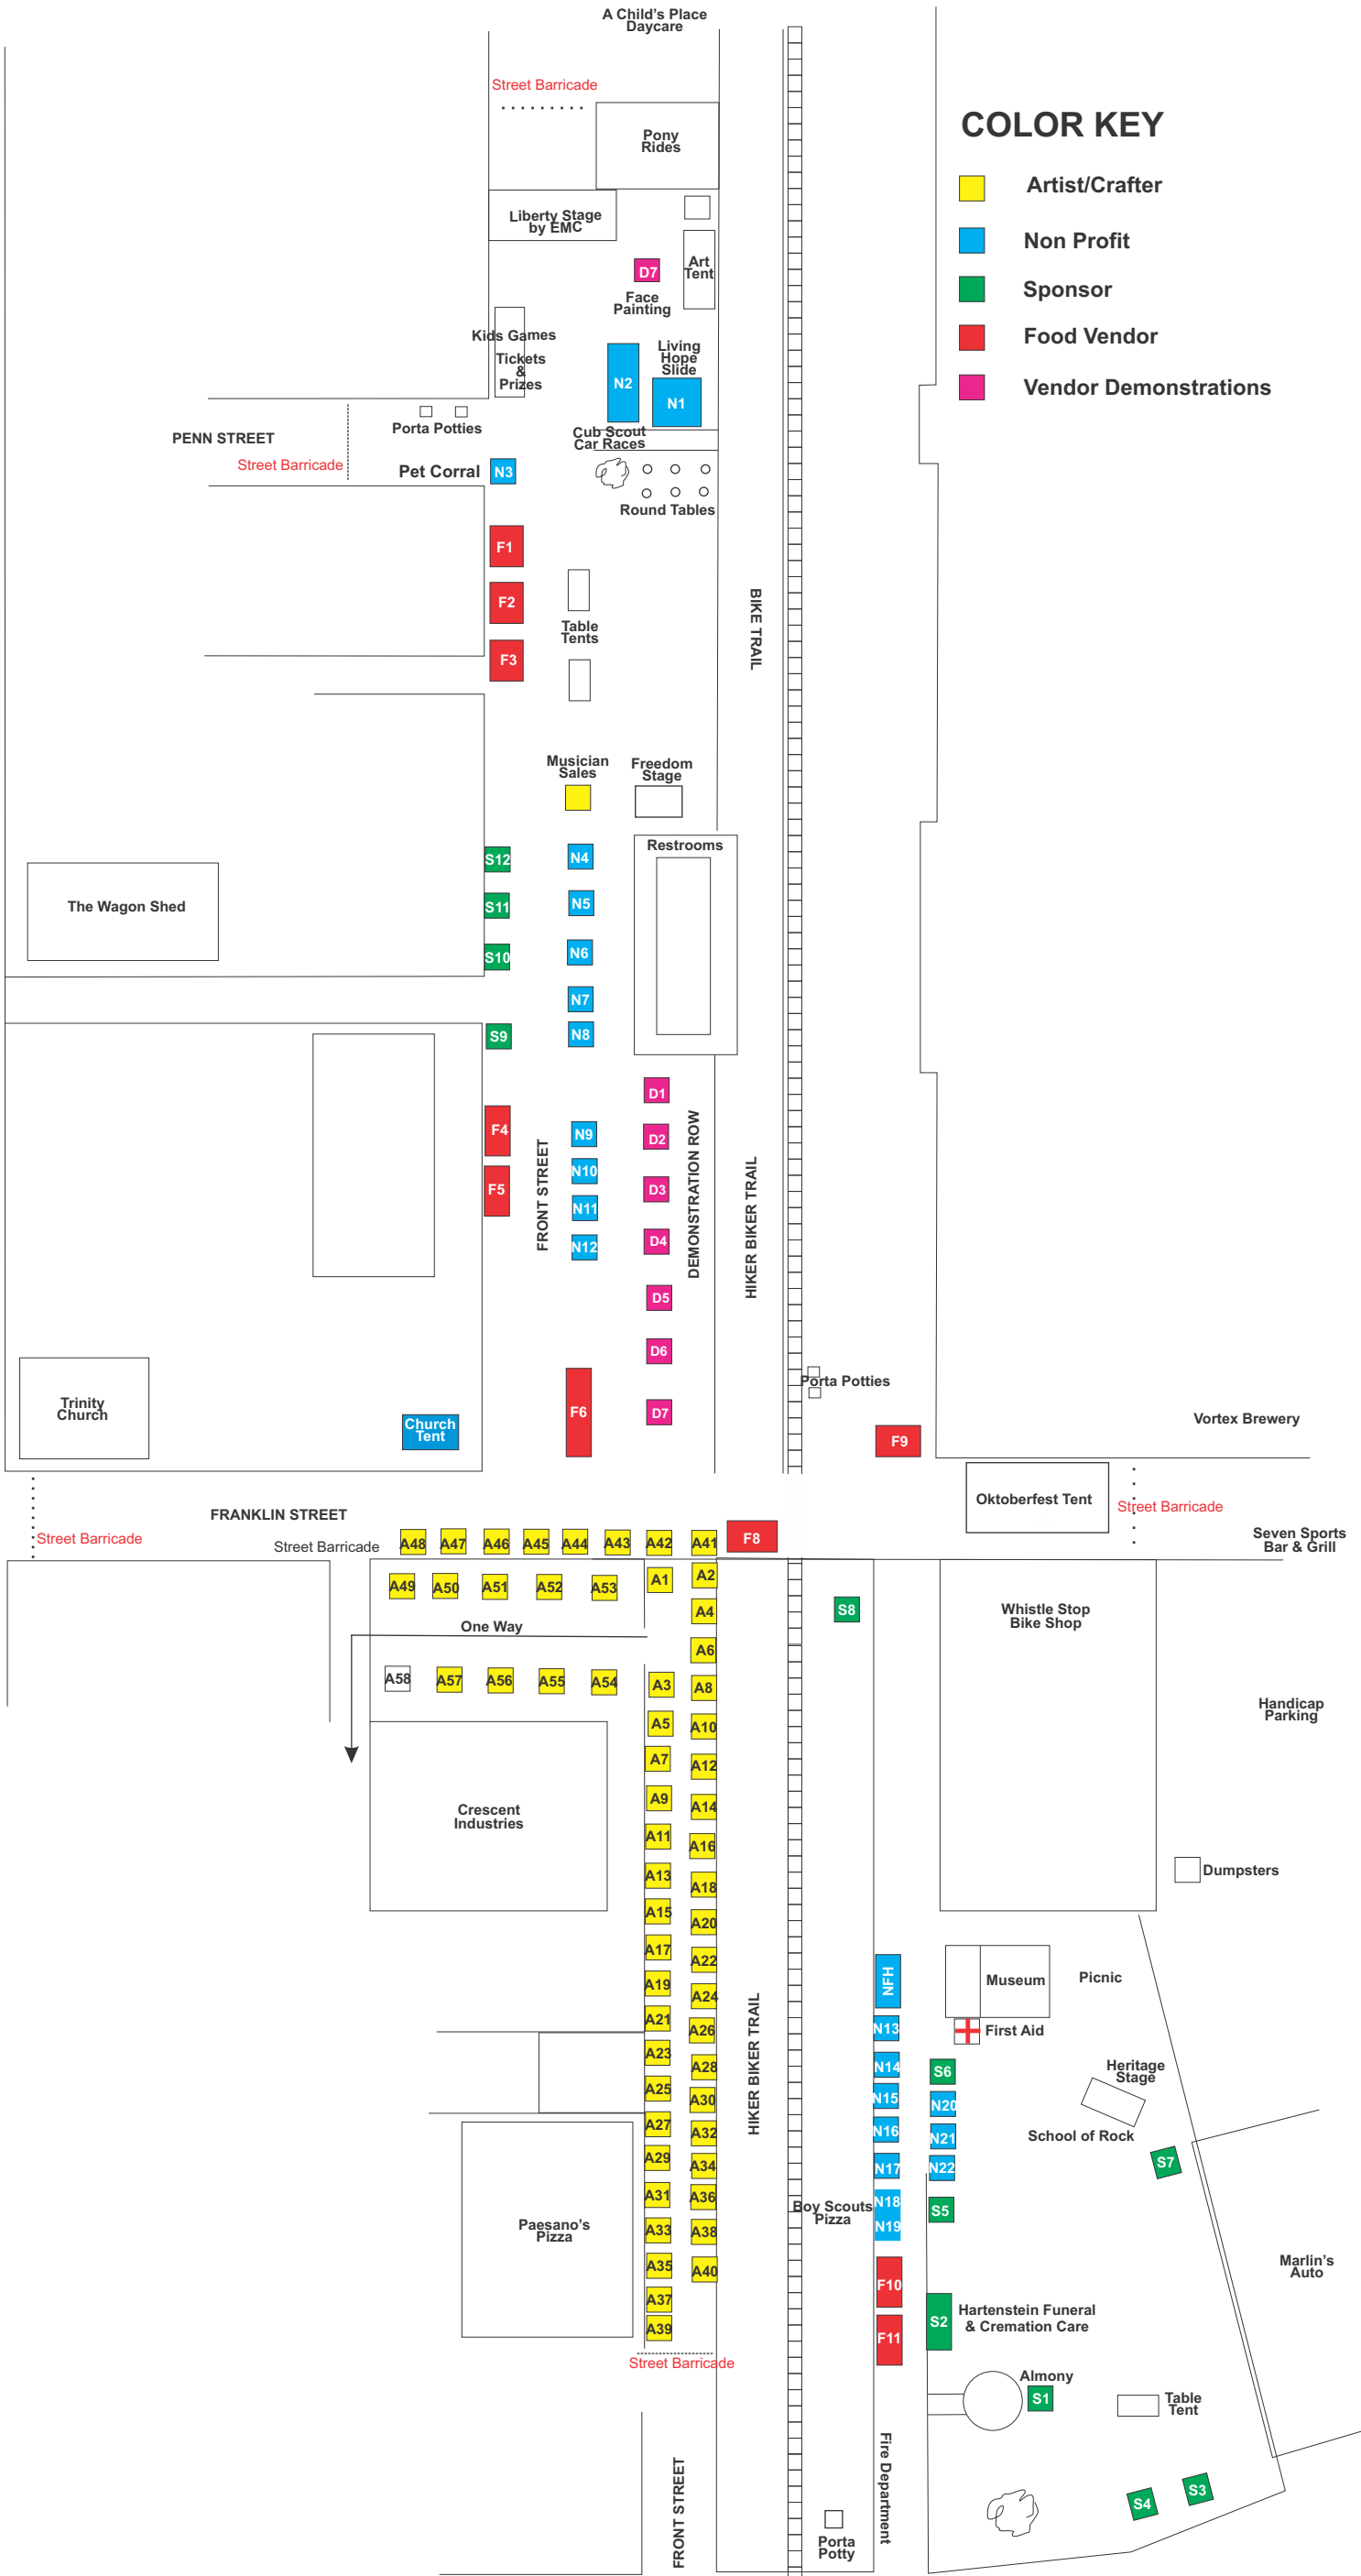 A Child's Place
Daycare
Street Barricade
COLOR KEY
Artist/Crafter
Non Profit
Sponsor
Food Vendor
Vendor Demonstrations
Pony
Rides
Liberty Stage
by EMC
Art
Tent
D7
Face
Painting
Kids Games
Tickets
&
Prizes
Living
Hope
Slide
N2
N1
Cub Scout
Car Races
Porta Potties
PENN STREET
Street Barricade
Pet Corral
N3
Round Tables
F1
F2
F3
Table
Tents
BIKE TRAIL
Musician
Sales
Freedom
Stage
Restrooms
S12
N4
The Wagon Shed
S11
N5
S10
N6
N7
S9
N8
D1
F4
N9
D2
N10
F5
D3
N11
N12
D4
FRONT STREET
DEMONSTRATION ROW
HIKER BIKER TRAIL
D5
D6
Porta Potties
Trinity
Church
Church
Tent
F6
D7
F9
Vortex Brewery
Oktoberfest Tent
Street Barricade
FRANKLIN STREET
Street Barricade
Street Barricade
Seven Sports
Bar & Grill
A48
A47
A46
A45
A44
A43
A42
A41
F8
A49
A50
A51
A52
A53
A1
A2
A4
S8
Whistle Stop
Bike Shop
One Way
A6
A58
A57
A56
A55
A54
A3
A8
Handicap
Parking
A5
A10
A7
A12
A9
A14
Crescent
Industries
A11
A16
A13
A18
Dumpsters
A15
A20
A17
A22
A19
A24
A21
A26
A23
A28
A25
A30
A27
A32
A29
A34
A31
A36
A33
A38
A35
A40
A37
A39
Street Barricade
HIKER BIKER TRAIL
NFH
Museum
Picnic
N13
First Aid
N14
S6
Heritage
Stage
N15
N20
N16
N21
School of Rock
N17
N22
S7
Boy Scouts
Pizza
N18
N19
S5
Paesano's
Pizza
Marlin's
Auto
F10
F11
S2
Hartenstein Funeral
& Cremation Care
Almony
S1
Table
Tent
Fire Department
FRONT STREET
S4
S3
Porta
Potty